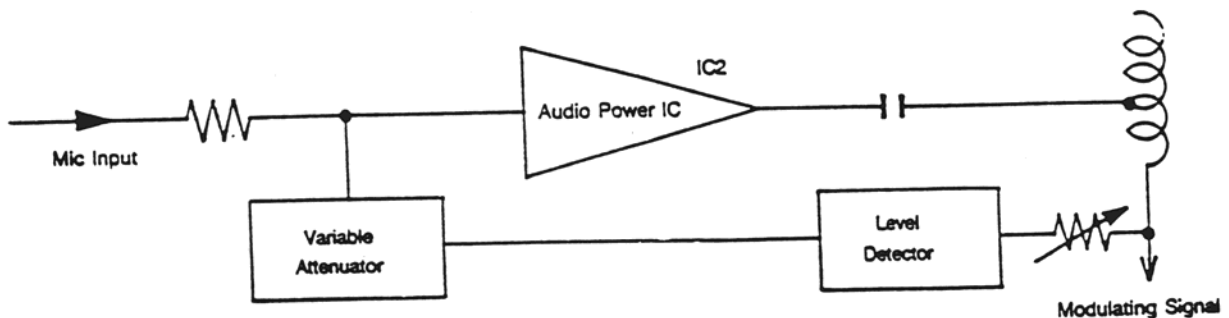 IC2
Audio Power IC
Mic Input
Variable
Attenuator
Level
Detector
Modulating Signal